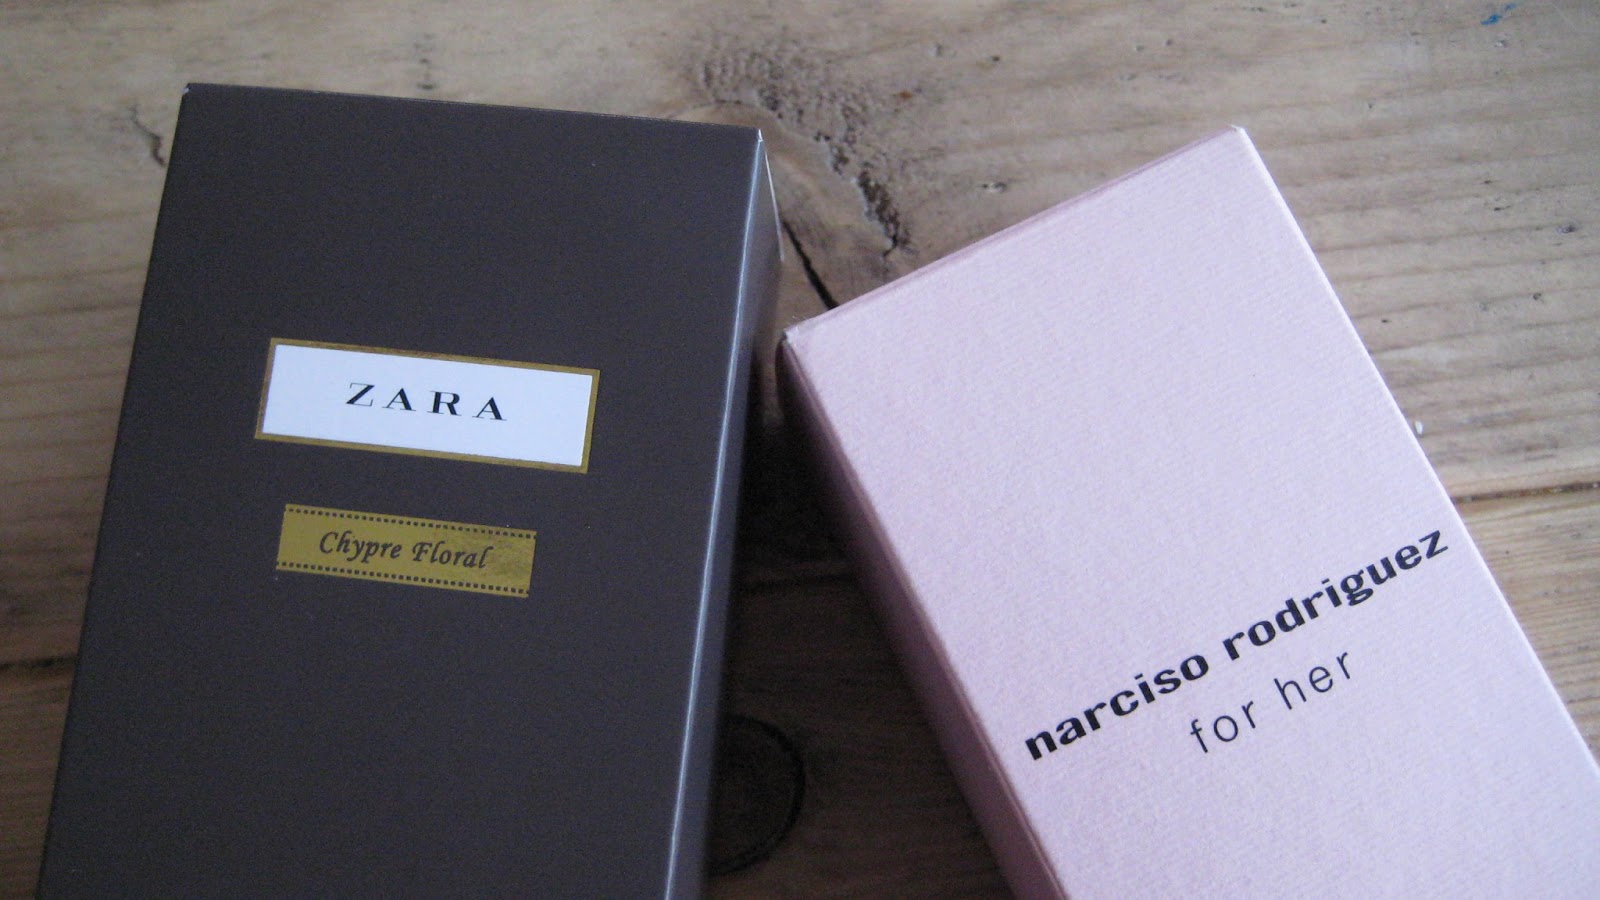 ZARA
Chypre Floral
narciso rodriguez
for her